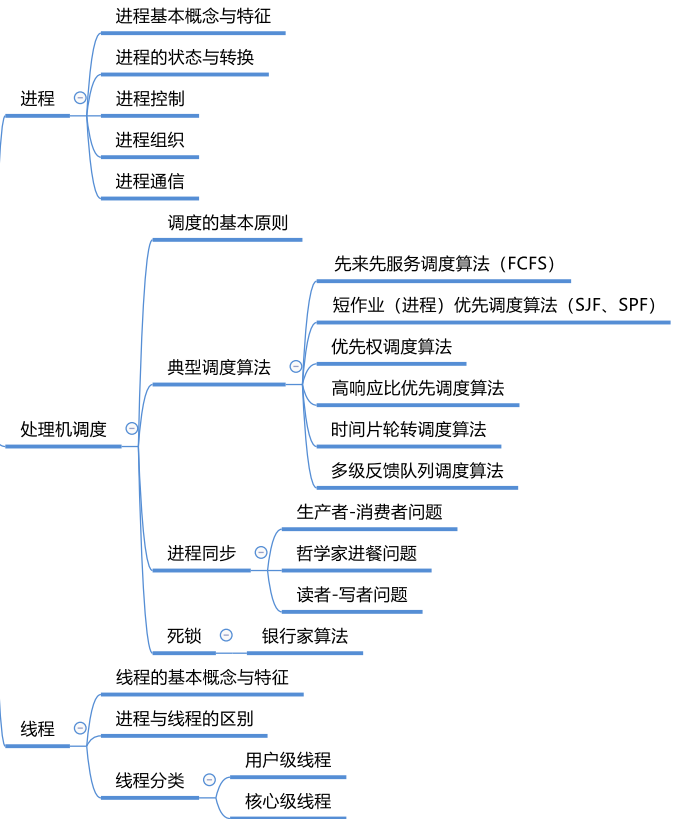 进程基本概念与特征
进程的状态与转换
进程
进程控制
进程组织
进程通信
调度的基本原则
先来先服务调度算法（FCFS）
短作业（进程）优先调度算法（SJF、SPF）
优先权调度算法
典型调度算法
高响应比优先调度算法
处理机调度
时间片轮转调度算法
多级反馈队列调度算法
生产者-消费者问题
进程同步
哲学家进餐问题
读者-写者问题
死锁
银行家算法
线程的基本概念与特征
进程与线程的区别
线程
用户级线程
线程分类
核心级线程